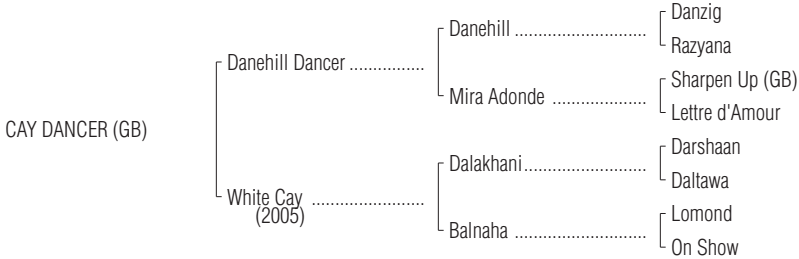 Danzig
Danehill ............................
Razyana
Danehill Dancer ................
Sharpen Up (GB)
Mira Adonde ....................
Lettre d'Amour
CAY DANCER (GB)
Darshaan
Dalakhani..........................
Daltawa
White Cay ........................
(2005)
Lomond
Balnaha ............................
On Show